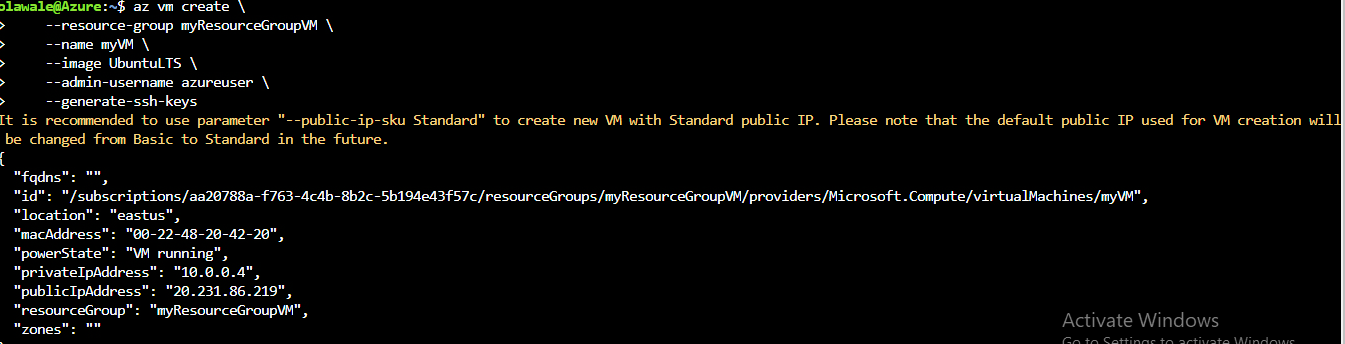 olawale@Azure:~$ az vm create \
>     --resource-group myResourceGroupVM \
>     --name myVM \
>     --image UbuntuLTS \
>     --admin-username azureuser \
>     --generate-ssh-keys
It is recommended to use parameter "--public-ip-sku Standard" to create new VM with Standard public IP. Please note that the default public IP used for VM creation will
 be changed from Basic to Standard in the future.
{
  "fqdns": "",
  "id": "/subscriptions/aa20788a-f763-4c4b-8b2c-5b194e43f57c/resourceGroups/myResourceGroupVM/providers/Microsoft.Compute/virtualMachines/myVM",
  "location": "eastus",
  "macAddress": "00-22-48-20-42-20",
  "powerState": "VM running",
  "privateIpAddress": "10.0.0.4",
  "publicIpAddress": "20.231.86.219",
  "resourceGroup": "myResourceGroupVM",
  "zones": ""
Activate Windows
Go to Settings to activate Windows.